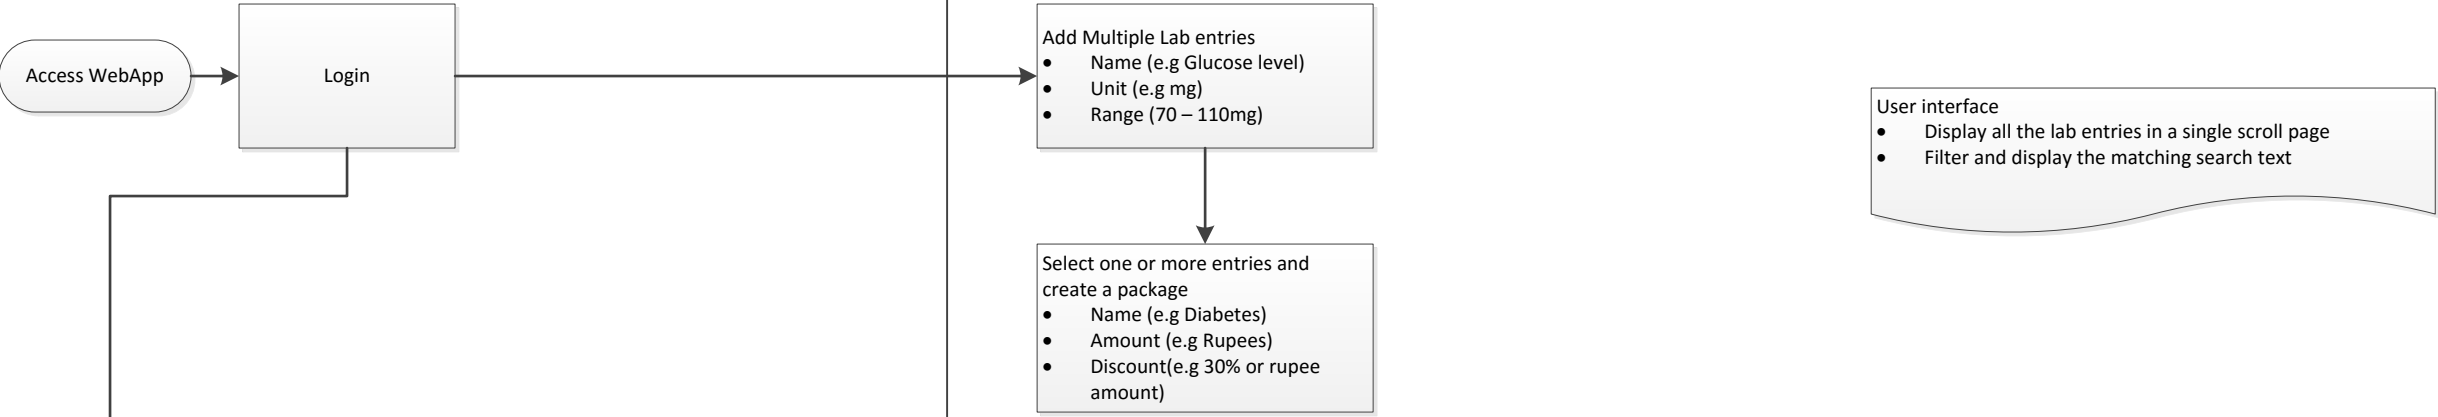 Access WebApp
Login
Add Multiple Lab entries
• Name (e.g Glucose level)
• Unit (e.g mg)
• Range (70 – 110mg)
Select one or more entries and
create a package
• Name (e.g Diabetes)
• Amount (e.g Rupees)
• Discount(e.g 30% or rupee
amount)
User interface
• Display all the lab entries in a single scroll page
• Filter and display the matching search text